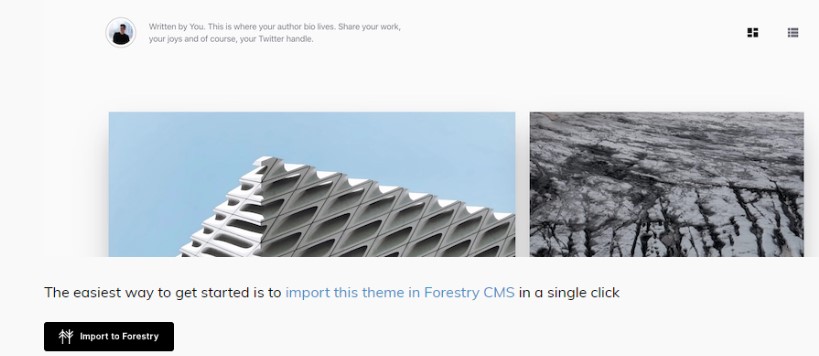 Written by You. This is where your author bio lives. Share your work,
your joys and of course, your Twitter handle.
The easiest way to get started is to import this theme in Forestry CMS in a single click
Import to Forestry